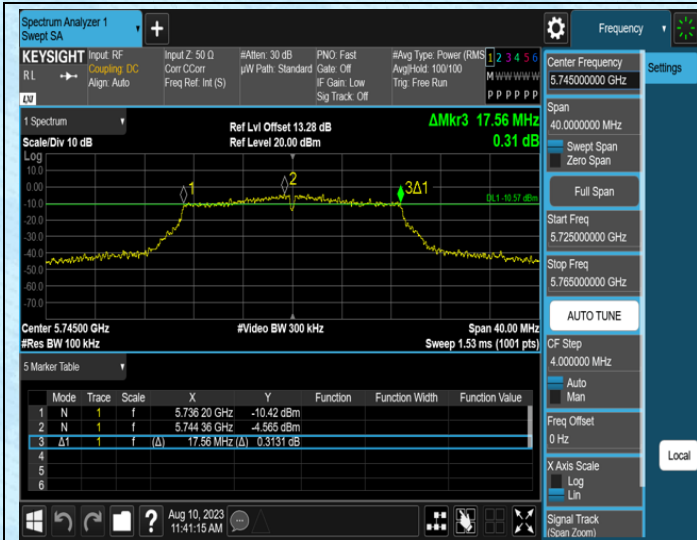 Spectrum Analyzer 1
Swept SA
Frequency
KEYSIGHT
RL
LXI
Input: RF
Coupling: DC
Align: Auto
Input Z: 50 Ω
Corr CCorr
Freq Ref: Int (S)
#Atten: 30 dB
µW Path: Standard
PNO: Fast
Gate: Off
IF Gain: Low
Sig Track: Off
#Avg Type: Power (RMS
Avg|Hold: 100/100
Trig: Free Run
1 2 3 4 5 6
M W W W W W
P P P P P P
1 Spectrum
Scale/Div 10 dB
Ref Lvl Offset 13.28 dB
Ref Level 20.00 dBm
ΔMkr3 17.56 MHz
0.31 dB
Log
10.0
0.00
-10.0
-20.0
-30.0
-40.0
-50.0
-60.0
-70.0
1
2
3Δ1
DL1 -10.57 dBm
Center 5.74500 GHz
#Res BW 100 kHz
#Video BW 300 kHz
Span 40.00 MHz
Sweep 1.53 ms (1001 pts)
5 Marker Table
Mode Trace Scale X Y Function Function Width Function Value
1 N 1 f 5.736 20 GHz -10.42 dBm
2 N 1 f 5.744 36 GHz -4.565 dBm
3 Δ1 1 f (Δ) 17.56 MHz (Δ) 0.3131 dB
4
5
6
?
Aug 10, 2023
11:41:15 AM
Center Frequency
5.745000000 GHz
Span
40.0000000 MHz
Swept Span
Zero Span
Full Span
Start Freq
5.725000000 GHz
Stop Freq
5.765000000 GHz
AUTO TUNE
CF Step
4.000000 MHz
Auto
Man
Freq Offset
0 Hz
X Axis Scale
Log
Lin
Signal Track
(Span Zoom)
Settings
Local